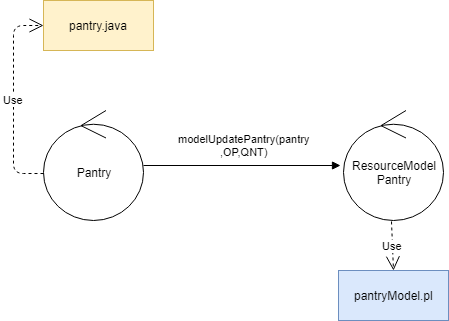 pantry.java
Use
modelUpdatePantry(pantry
,OP,QNT)
Pantry
ResourceModel
Pantry
Use
pantryModel.pl